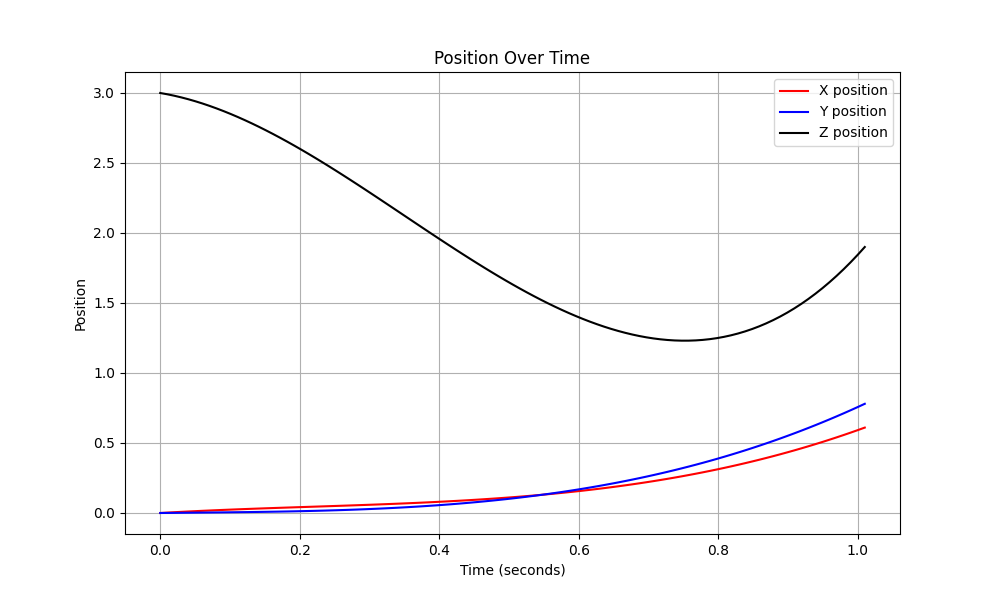 Position Over Time
X position
Y position
Z position
Position
3.0
2.5
2.0
1.5
1.0
0.5
0.0
0.0 0.2 0.4 0.6 0.8 1.0
Time (seconds)